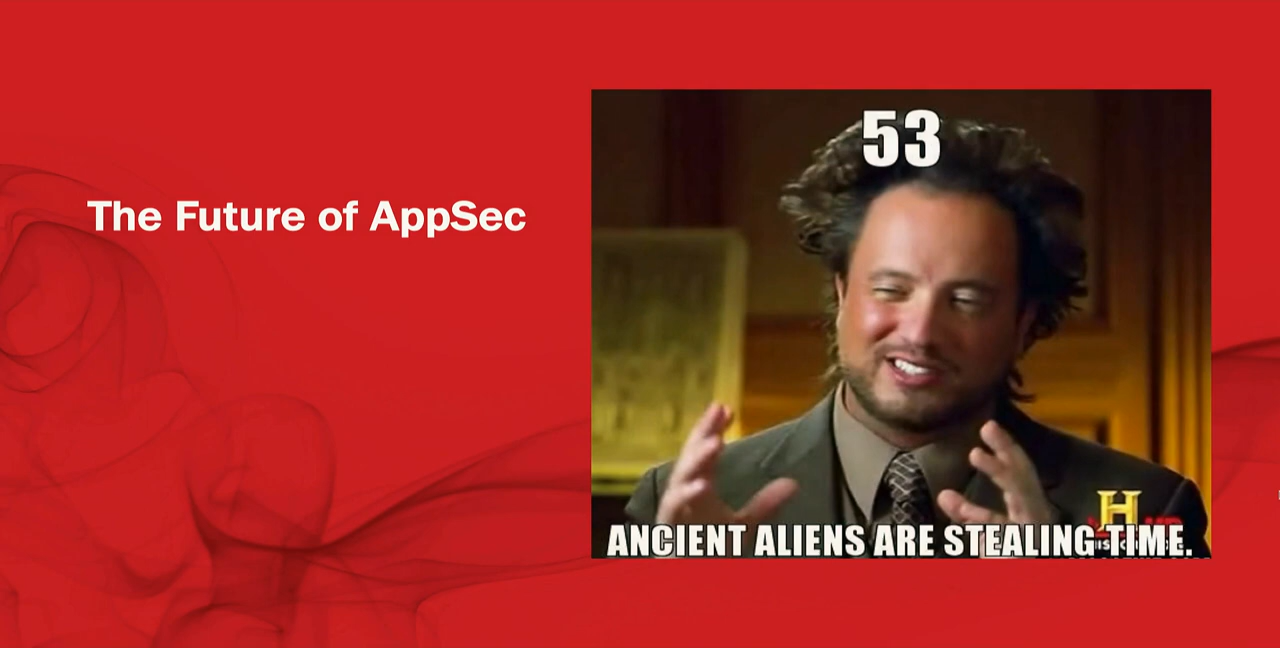 The Future of AppSec
53
H
ANCIENT ALIENS ARE STEALING TIME.